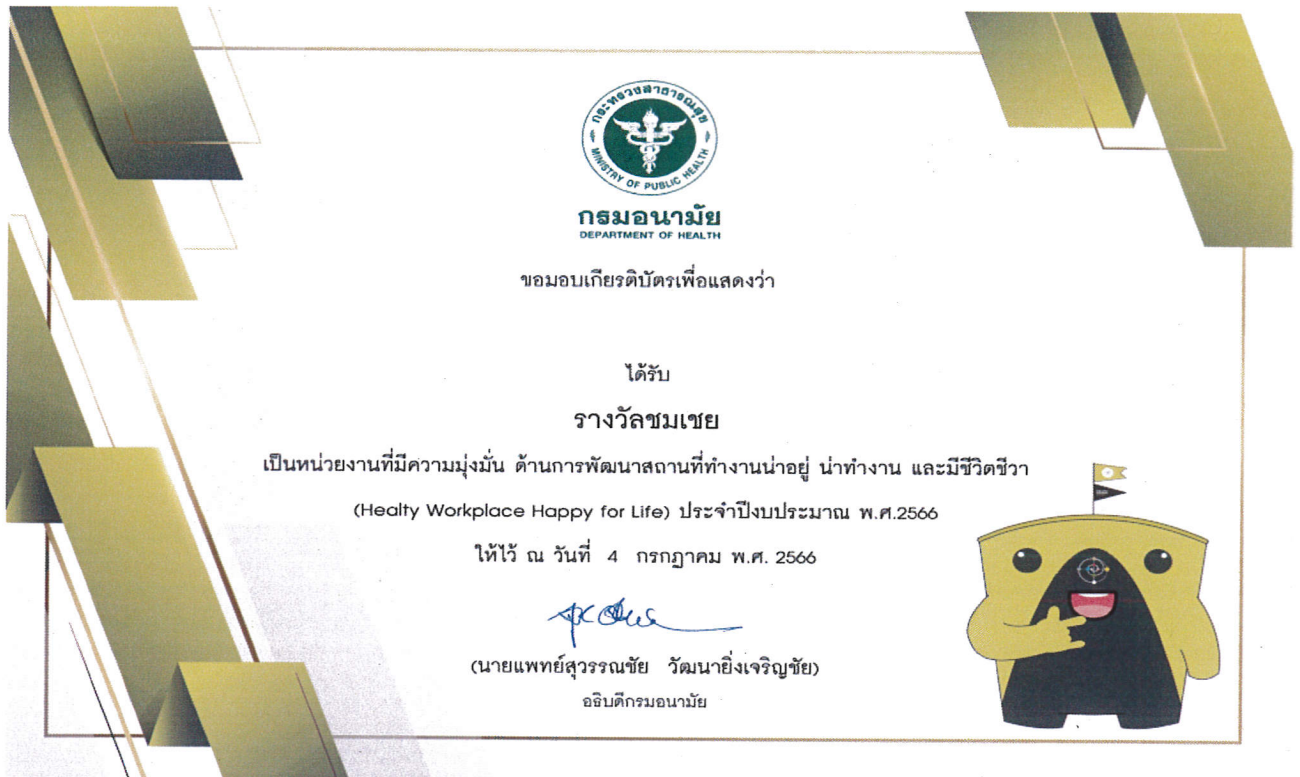 กระทรวงสาธารณสุข
MINISTRY OF PUBLIC HEALTH
กรมอนามัย
DEPARTMENT OF HEALTH
ขอมอบเกียรติบัตรเพื่อแสดงว่า
ได้รับ
รางวัลชมเชย
เป็นหน่วยงานที่มีความมุ่งมั่น ด้านการพัฒนาสถานที่ทำงานน่าอยู่ น่าทำงาน และมีชีวิตชีวา
(Healty Workplace Happy for Life) ประจำปีงบประมาณ พ.ศ.2566
ให้ไว้ ณ วันที่ 4 กรกฎาคม พ.ศ. 2566
(นายแพทย์สุวรรณชัย วัฒนายิ่งเจริญชัย)
อธิบดีกรมอนามัย